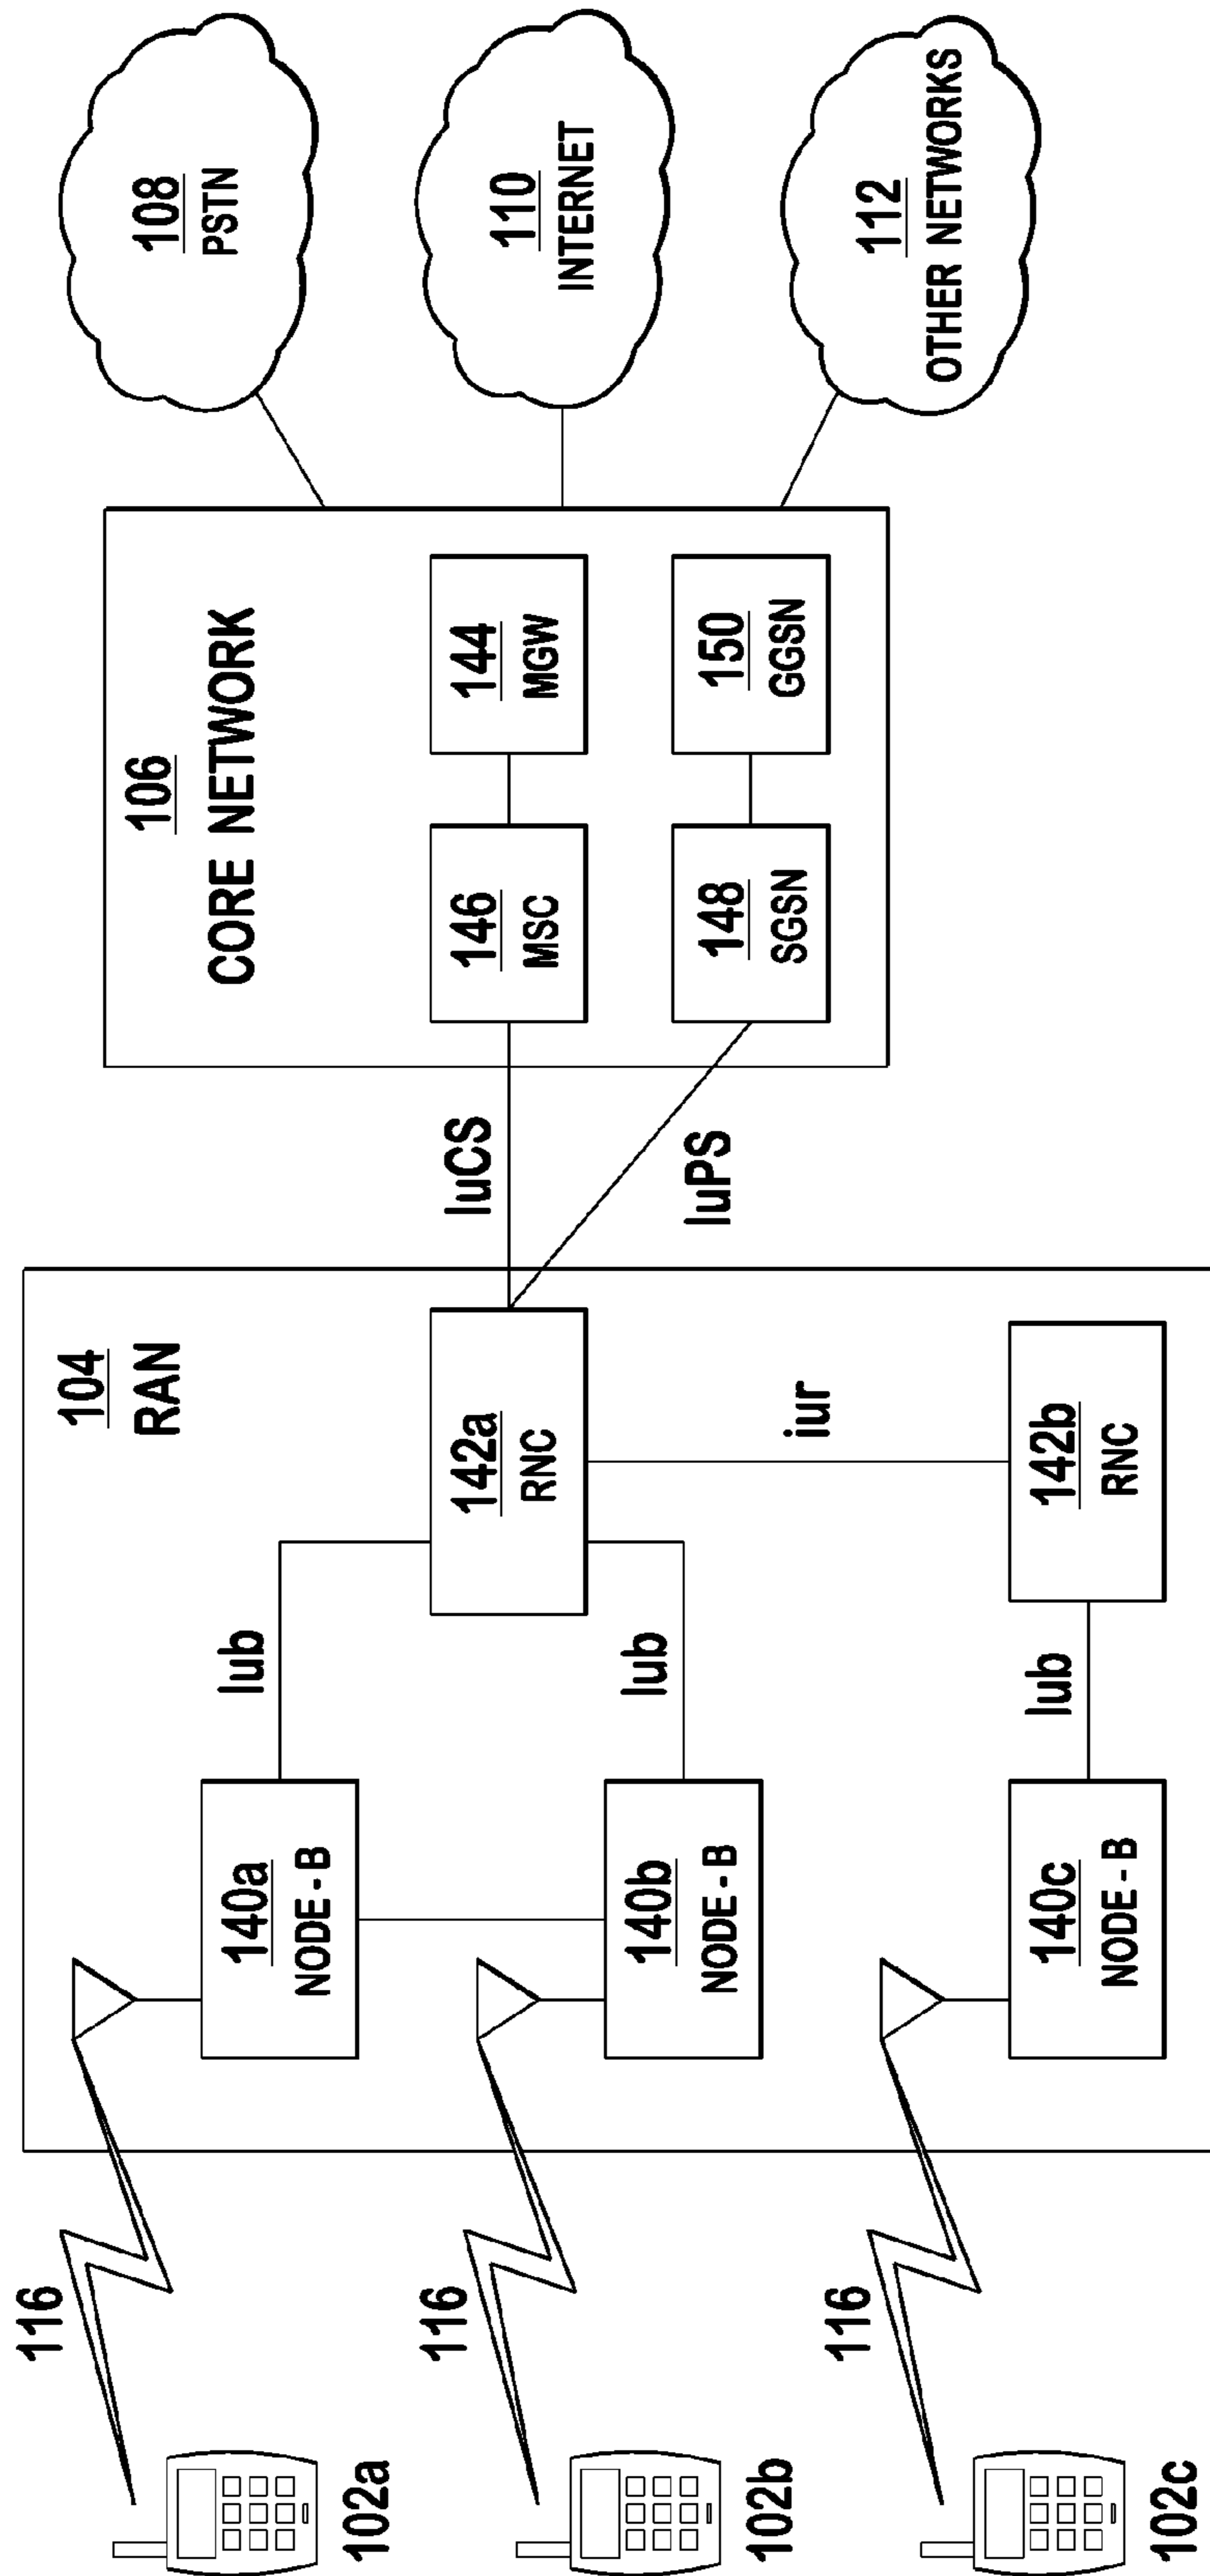 116
102a
116
102b
116
102c
104
RAN
140a
NODE - B
140b
NODE - B
140c
NODE - B
Iub
Iub
Iub
142a
RNC
iur
142b
RNC
IuCS
IuPS
106
CORE NETWORK
146
MSC
144
MGW
148
SGSN
150
GGSN
108
PSTN
110
INTERNET
112
OTHER NETWORKS